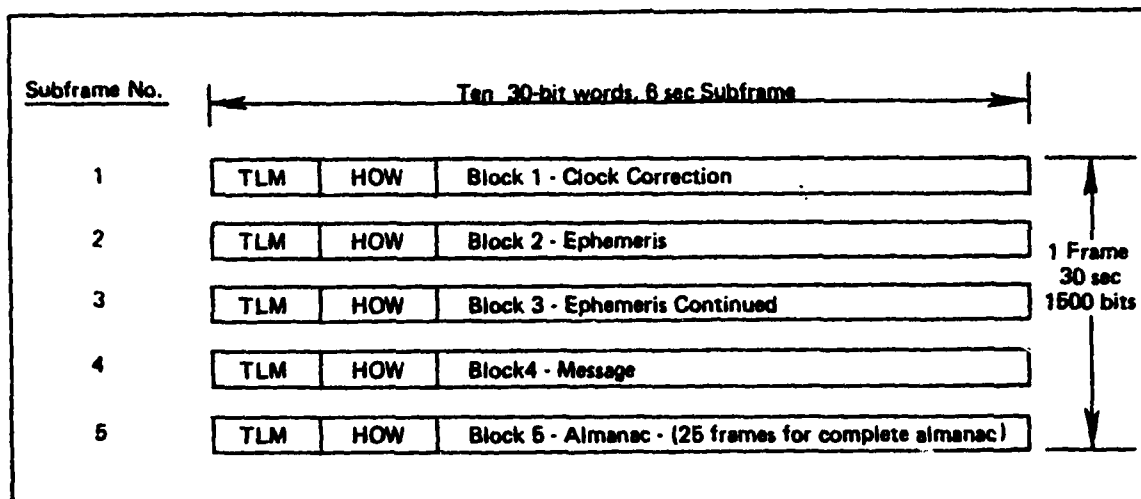 Subframe No.
Ten 30-bit words, 6 sec Subframe
1 TLM HOW Block 1 - Clock Correction
2 TLM HOW Block 2 - Ephemeris
3 TLM HOW Block 3 - Ephemeris Continued
4 TLM HOW Block4 - Message
5 TLM HOW Block 5 - Almanac - (25 frames for complete almanac)
1 Frame
30 sec
1500 bits